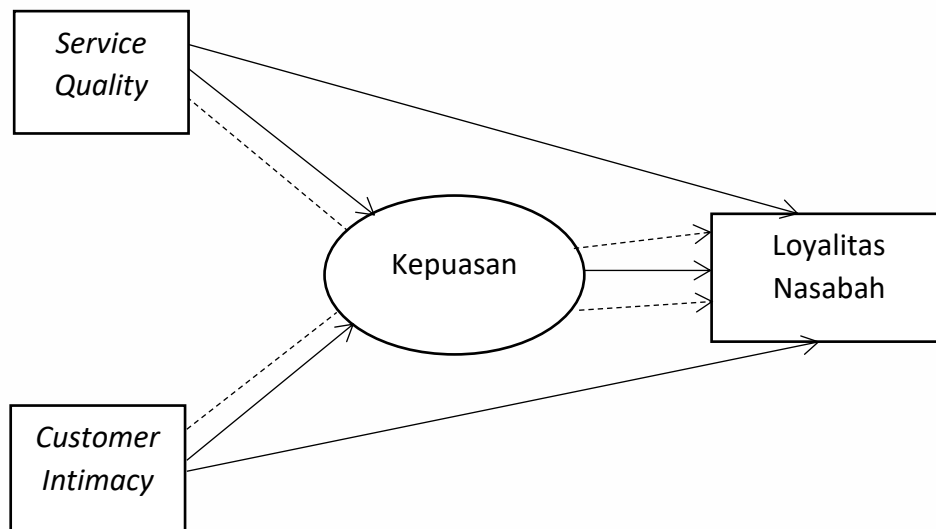 Service
Quality
Kepuasan
Loyalitas
Nasabah
Customer
Intimacy